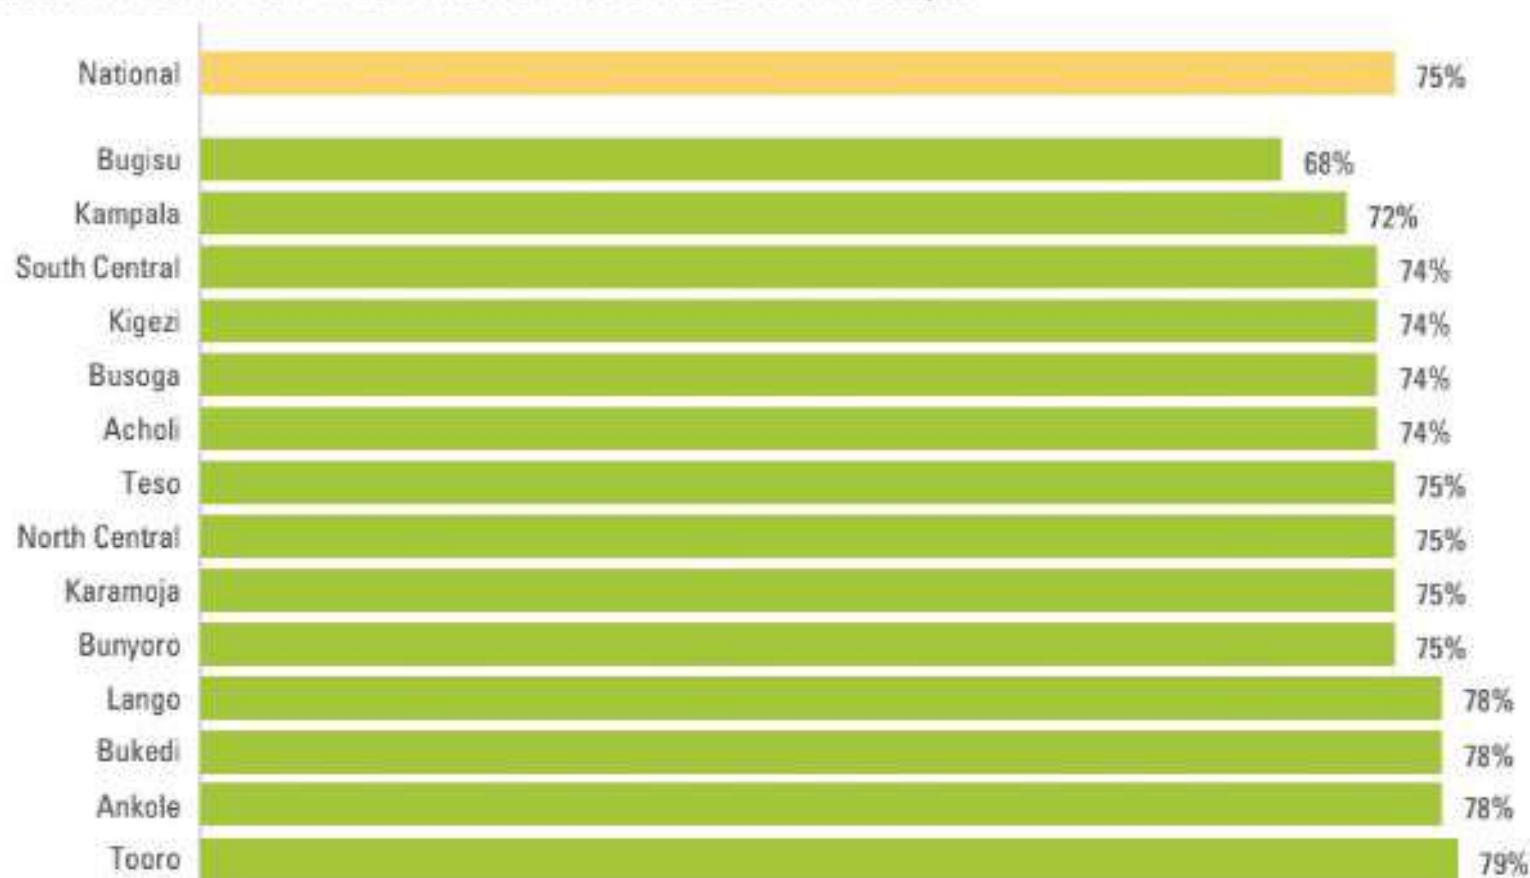 National 75%
Bugisu 68%
Kampala 72%
South Central 74%
Kigezi 74%
Busoga 74%
Acholi 74%
Teso 75%
North Central 75%
Karamoja 75%
Bunyoro 75%
Lango 78%
Bukedi 78%
Ankole 78%
Tooro 79%